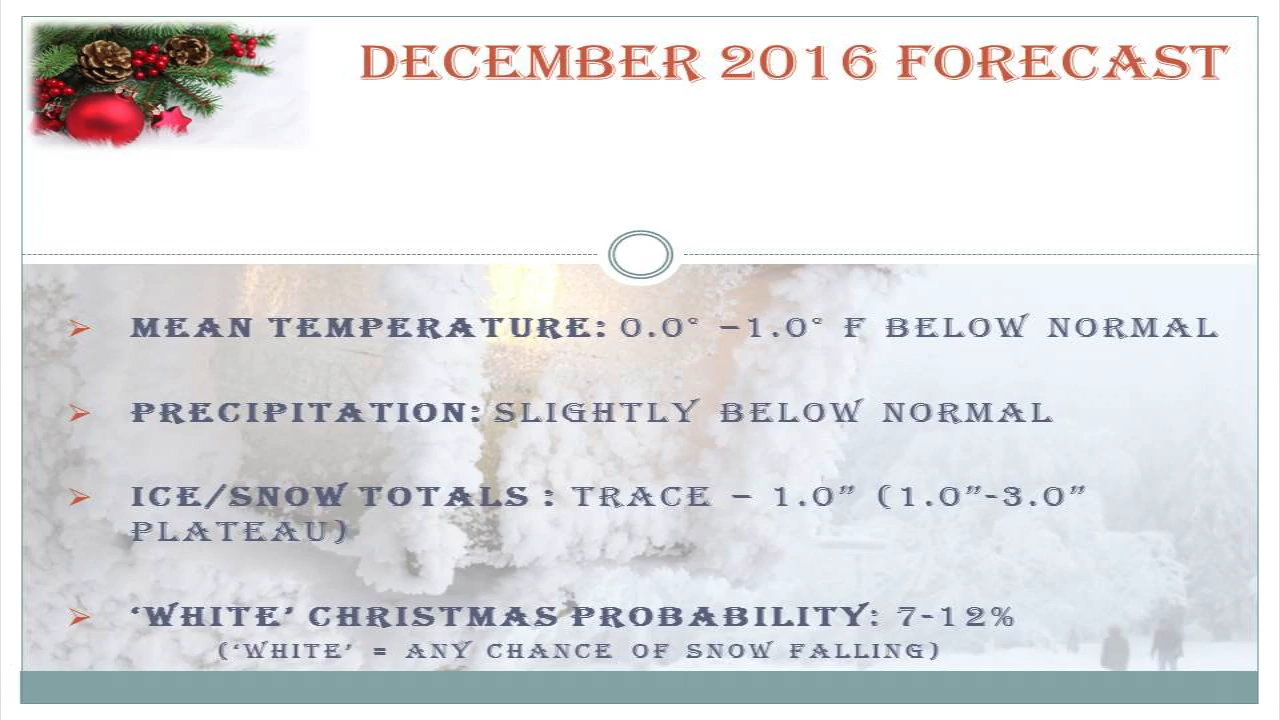 DECEMBER 2016 FORECAST
➢ MEAN TEMPERATURE: 0.0° –1.0° F BELOW NORMAL
➢ PRECIPITATION: SLIGHTLY BELOW NORMAL
➢ ICE/SNOW TOTALS : TRACE – 1.0” (1.0”-3.0”
PLATEAU)
➢ ‘WHITE’ CHRISTMAS PROBABILITY: 7-12%
(‘WHITE’ = ANY CHANCE OF SNOW FALLING)